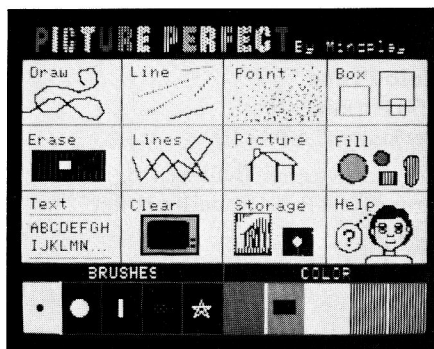 PICTURE PERFECT By Mindplay
Draw Line Point Box
Erase Lines Picture Fill
Text Clear Storage Help
ABCDEFGH
IJKLMN... ?
BRUSHES COLOR